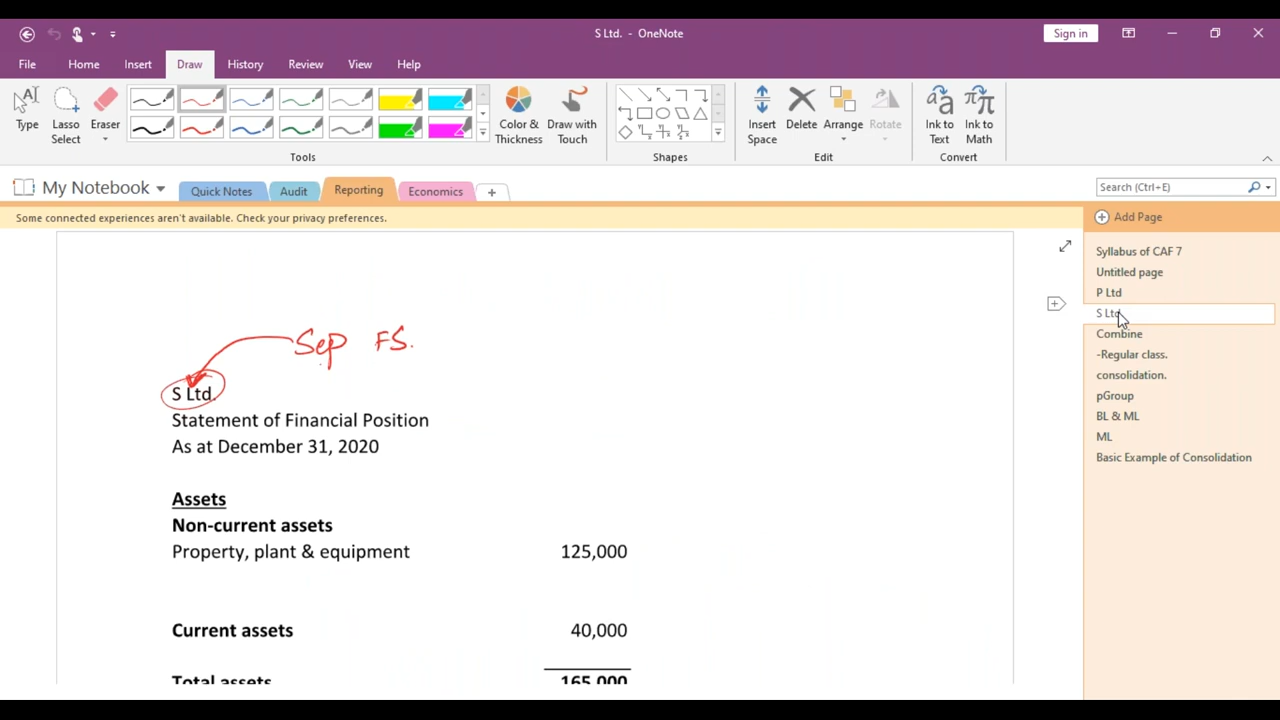 S Ltd. - OneNote
Sign in
File Home Insert Draw History Review View Help
Type
Lasso Select
Eraser
Color & Thickness
Draw with Touch
Insert Space
Delete
Arrange
Rotate
Ink to Text
Ink to Math
Tools
Shapes
Edit
Convert
My Notebook
Quick Notes Audit Reporting Economics
Search (Ctrl+E)
Some connected experiences aren't available. Check your privacy preferences.
Add Page
Syllabus of CAF 7
Untitled page
P Ltd
S Ltd
Combine
-Regular class.
consolidation.
pGroup
BL & ML
ML
Basic Example of Consolidation
Sep FS.
S Ltd.
Statement of Financial Position
As at December 31, 2020
Assets
Non-current assets
Property, plant & equipment 125,000
Current assets 40,000
Total assets 165,000